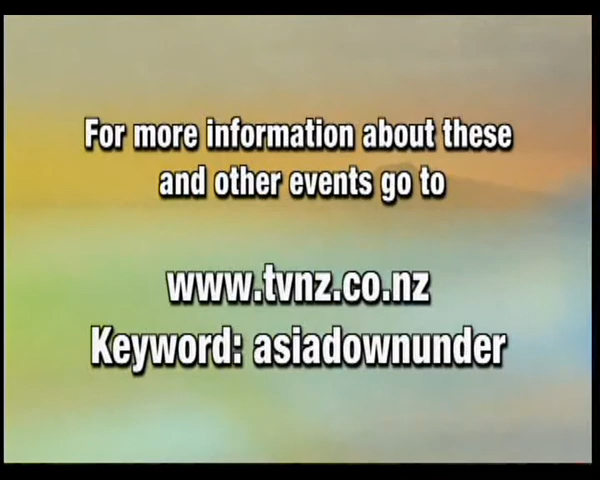 For more information about these
and other events go to
www.tvnz.co.nz
Keyword: asiadownunder